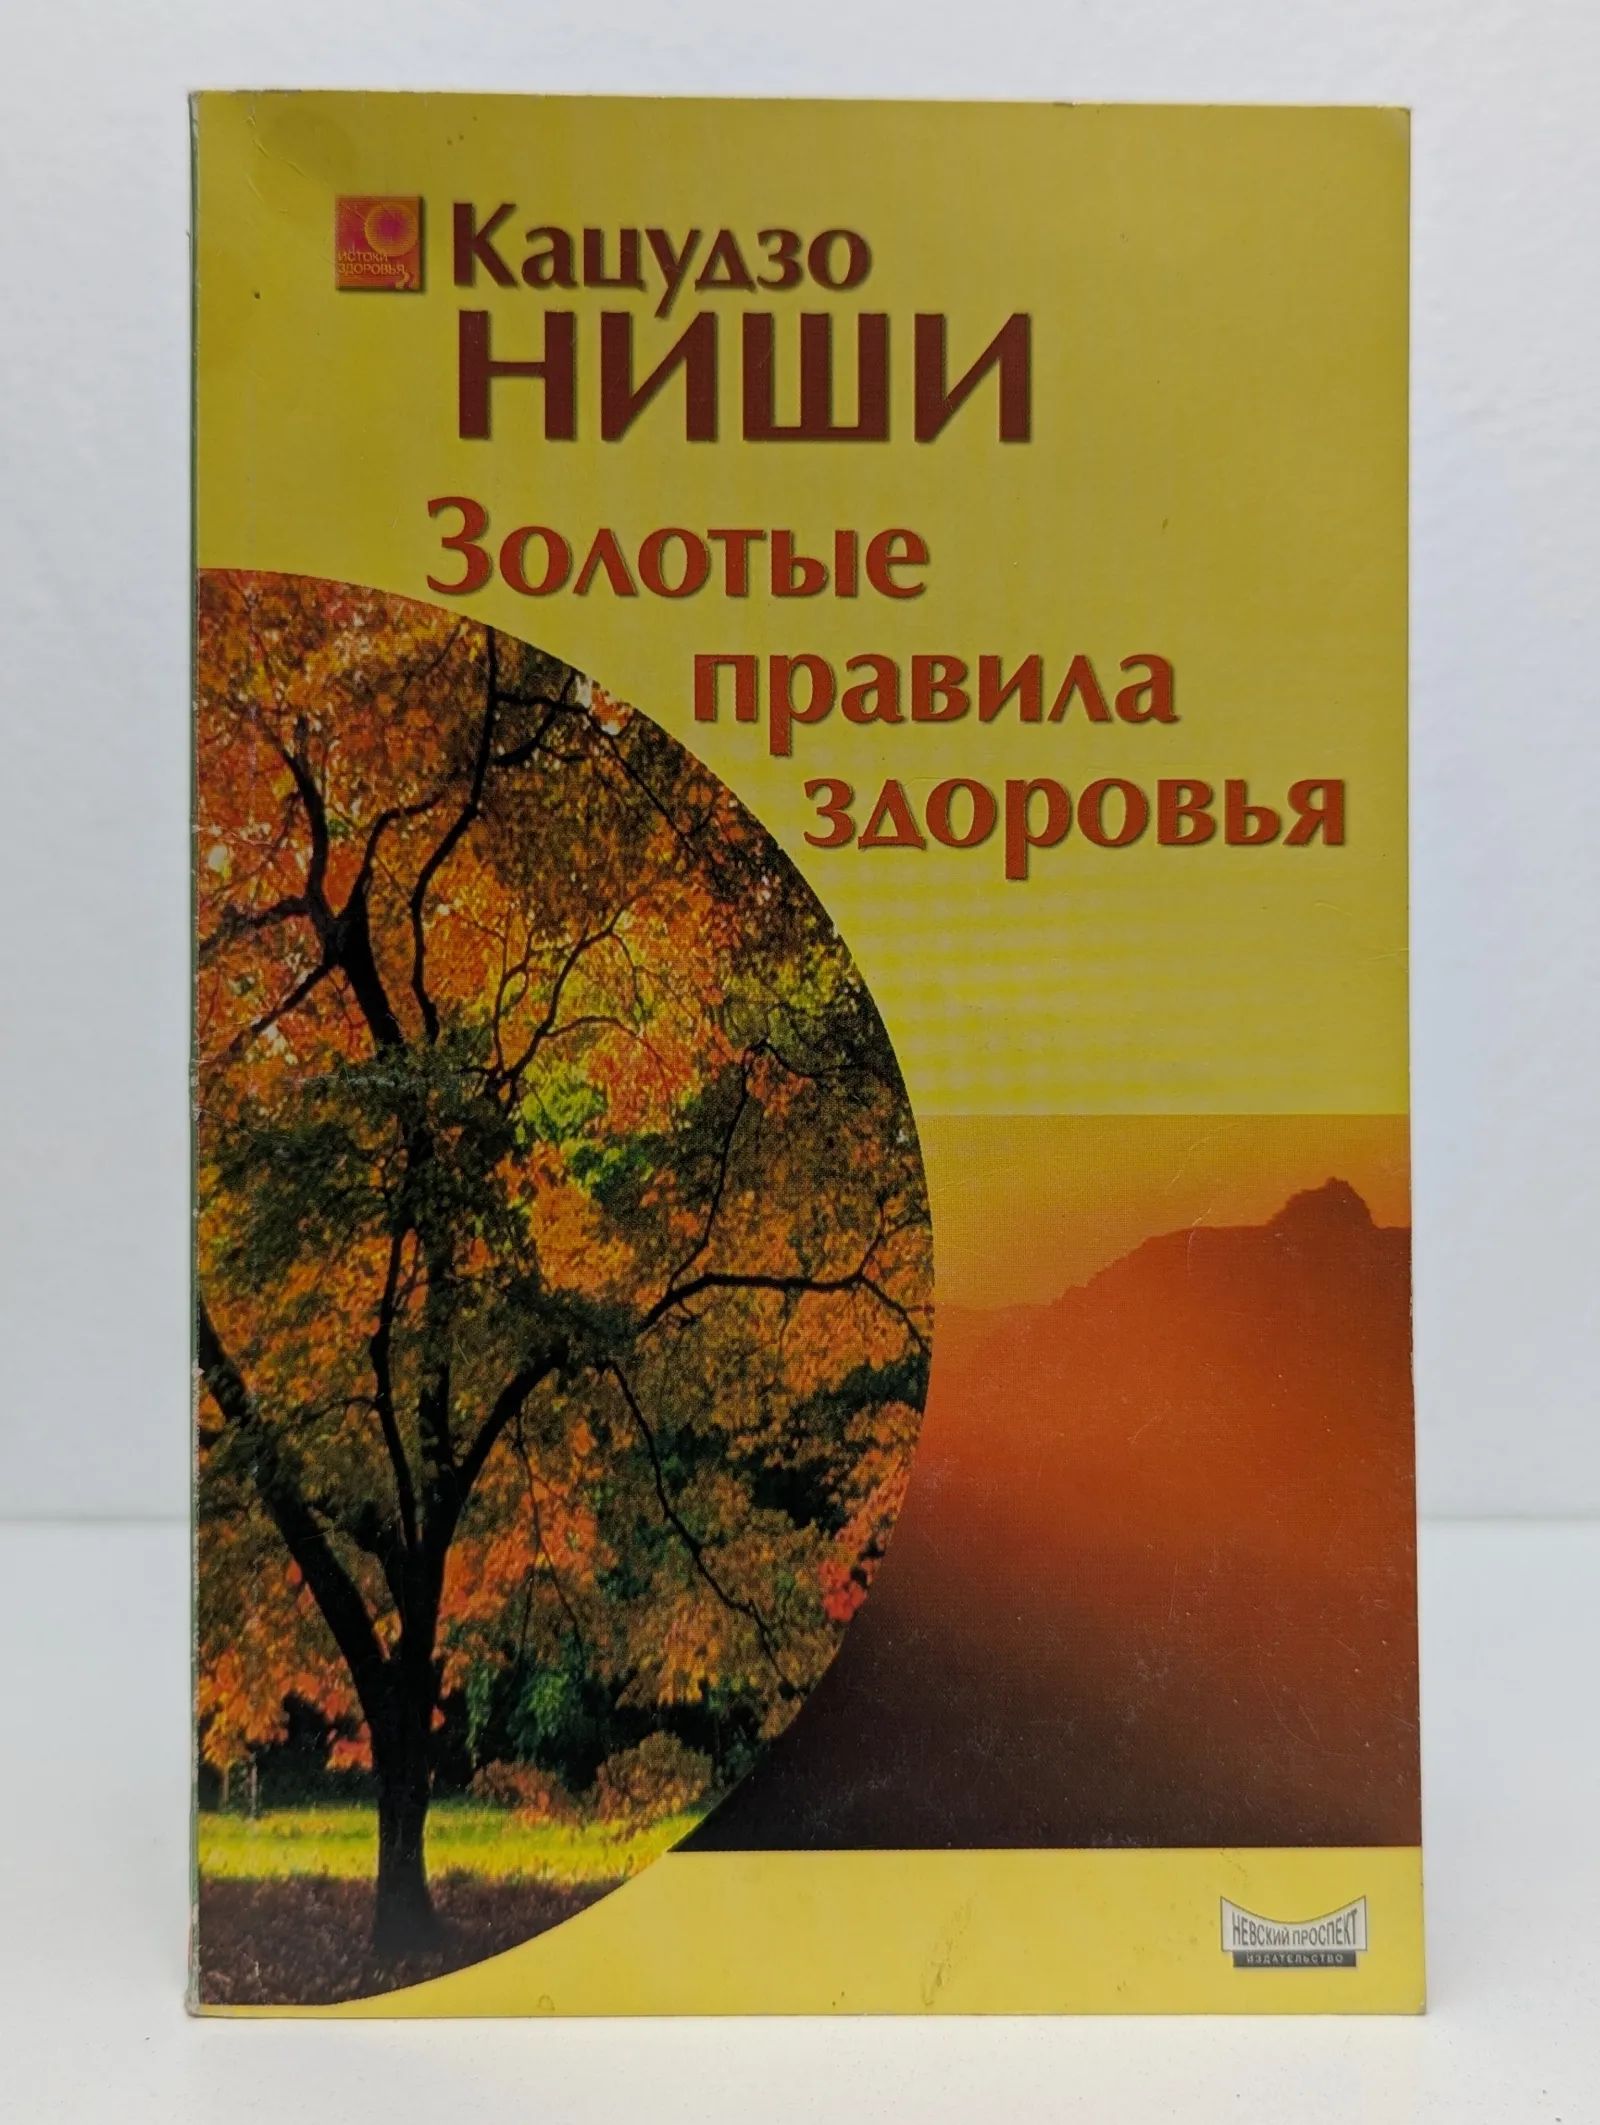 ИСТОКИ
ЗДОРОВЬЯ
Кацудзо
НИШИ
Золотые
правила
здоровья
НЕВСКИЙ ПРОСПЕКТ
ИЗДАТЕЛЬСТВО